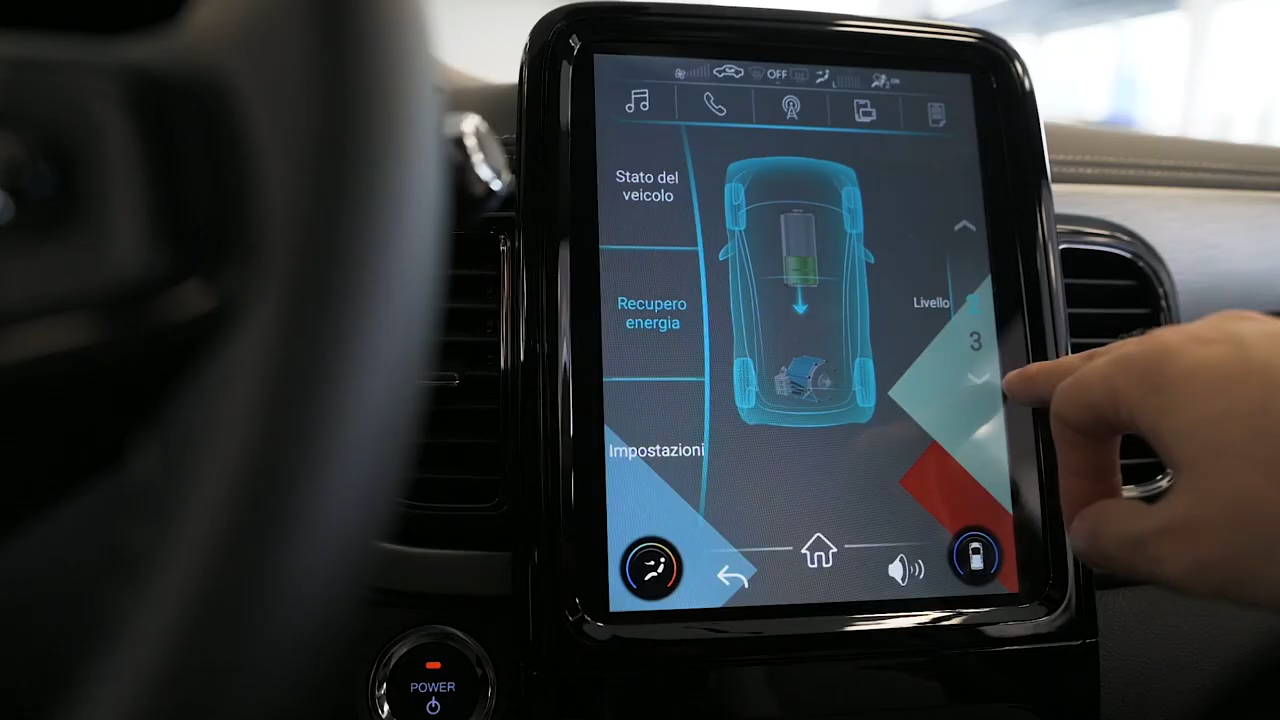 OFF
Stato del
veicolo
Recupero
energia
Livello
3
Impostazioni
POWER